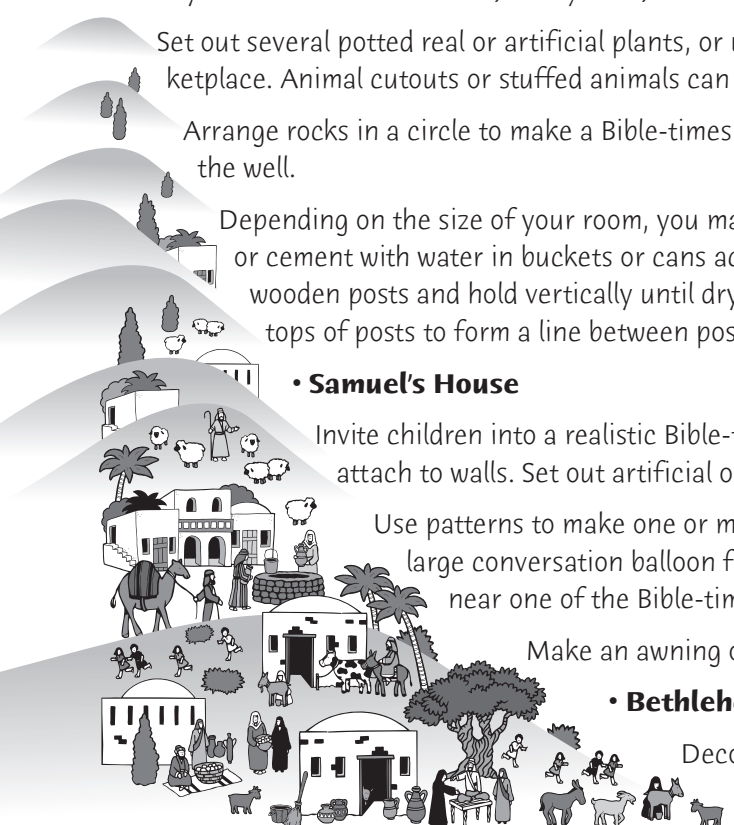 Set out several potted real or artificial plants, or
ketplace. Animal cutouts or stuffed animals can
Arrange rocks in a circle to make a Bible-times
the well.
Depending on the size of your room, you ma
or cement with water in buckets or cans ad
wooden posts and hold vertically until dry
tops of posts to form a line between pos
• Samuel's House
Invite children into a realistic Bible-t
attach to walls. Set out artificial o
Use patterns to make one or m
large conversation balloon f
near one of the Bible-tim
Make an awning o
• Bethleh
Deco